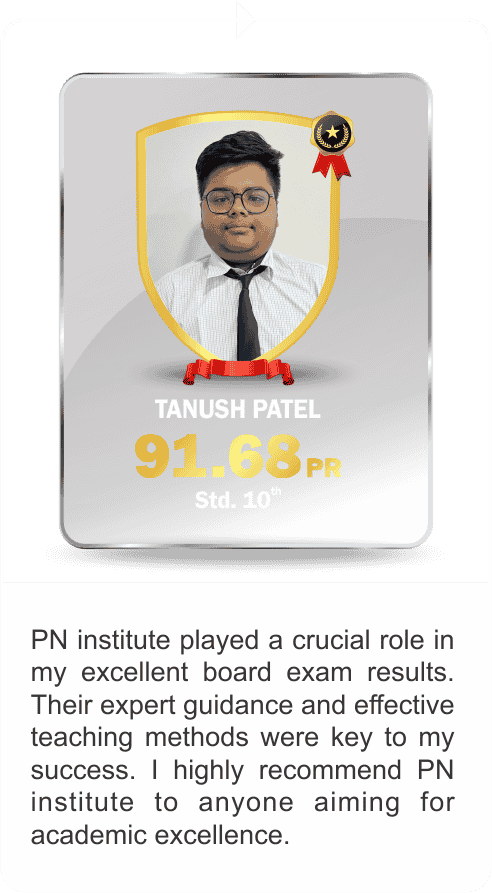 TANUSH PATEL
91.68 PR
Std. 10th
PN institute played a crucial role in
my excellent board exam results.
Their expert guidance and effective
teaching methods were key to my
success. I highly recommend PN
institute to anyone aiming for
academic excellence.